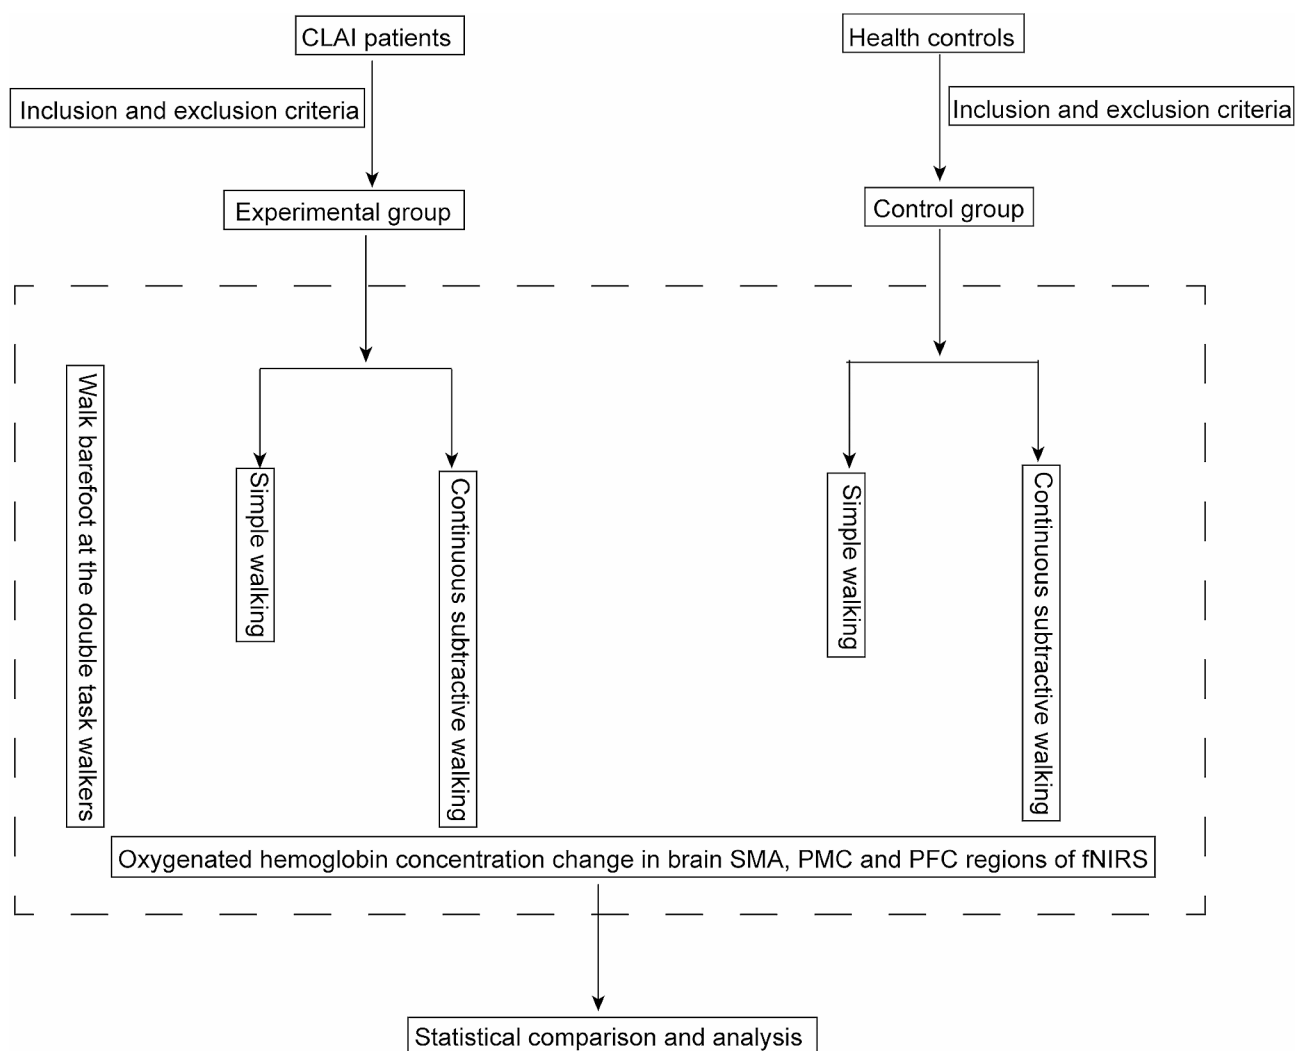 CLAI patients
Health controls
Inclusion and exclusion criteria
Inclusion and exclusion criteria
Experimental group
Control group
Walk barefoot at the double task walkers
Simple walking
Continuous subtractive walking
Simple walking
Continuous subtractive walking
Oxygenated hemoglobin concentration change in brain SMA, PMC and PFC regions of fNIRS
Statistical comparison and analysis